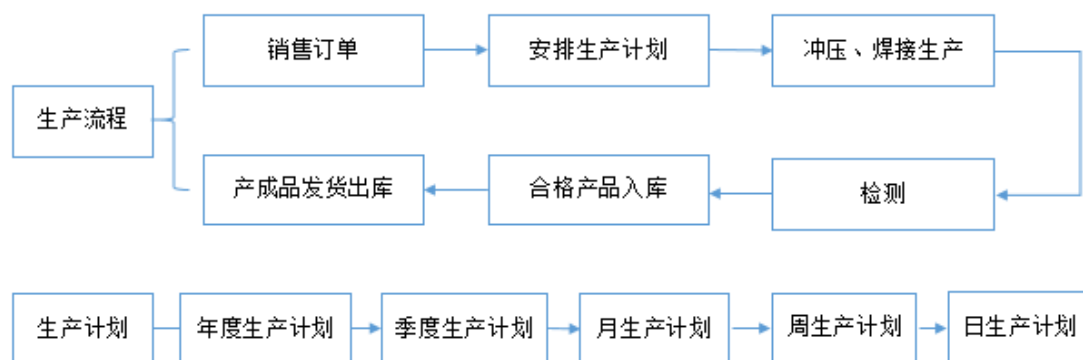 销售订单
安排生产计划
冲压、焊接生产
生产流程
产成品发货出库
合格产品入库
检测
生产计划
年度生产计划
季度生产计划
月生产计划
周生产计划
日生产计划